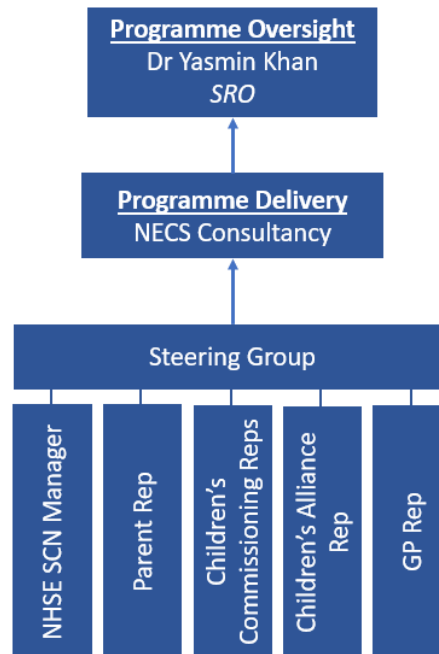 Programme Oversight
Dr Yasmin Khan
SRO
Programme Delivery
NECS Consultancy
Steering Group
NHSE SCN Manager
Parent Rep
Children's
Commissioning Reps
Children's Alliance
Rep
GP Rep